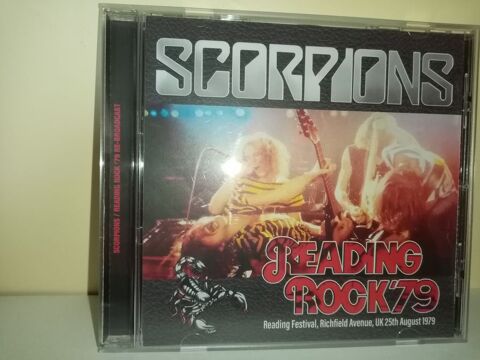 SCORPIONS
READING
ROCK '79
Reading Festival, Richfield Avenue, UK 25th August 1979
SCORPIONS / READING ROCK '79 RE-BROADCAST